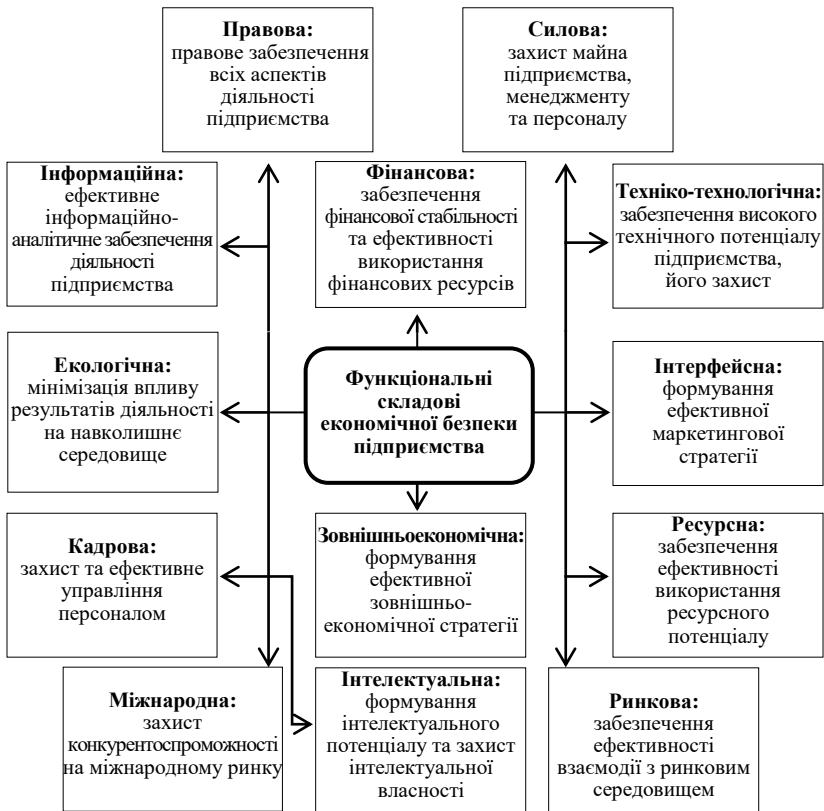 Правова:
правове забезпечення
всіх аспектів
діяльності
підприємства
Силова:
захист майна
підприємства,
менеджменту
та персоналу
Інформаційна:
ефективне
інформаційно-
аналітичне забезпечення
діяльності
підприємства
Фінансова:
забезпечення
фінансової стабільності
та ефективності
використання
фінансових ресурсів
Техніко-технологічна:
забезпечення високого
технічного потенціалу
підприємства,
його захист
Екологічна:
мінімізація впливу
результатів діяльності
на навколишнє
середовище
Функціональні
складові
економічної безпеки
підприємства
Інтерфейсна:
формування
ефективної
маркетингової
стратегії
Кадрова:
захист та ефективне
управління
персоналом
Зовнішньоекономічна:
формування
ефективної
зовнішньо-
економічної стратегії
Ресурсна:
забезпечення
ефективності
використання
ресурсного
потенціалу
Міжнародна:
захист
конкурентоспроможності
на міжнародному ринку
Інтелектуальна:
формування
інтелектуального
потенціалу та захист
інтелектуальної
власності
Ринкова:
забезпечення
ефективності
взаємодії з ринковим
середовищем